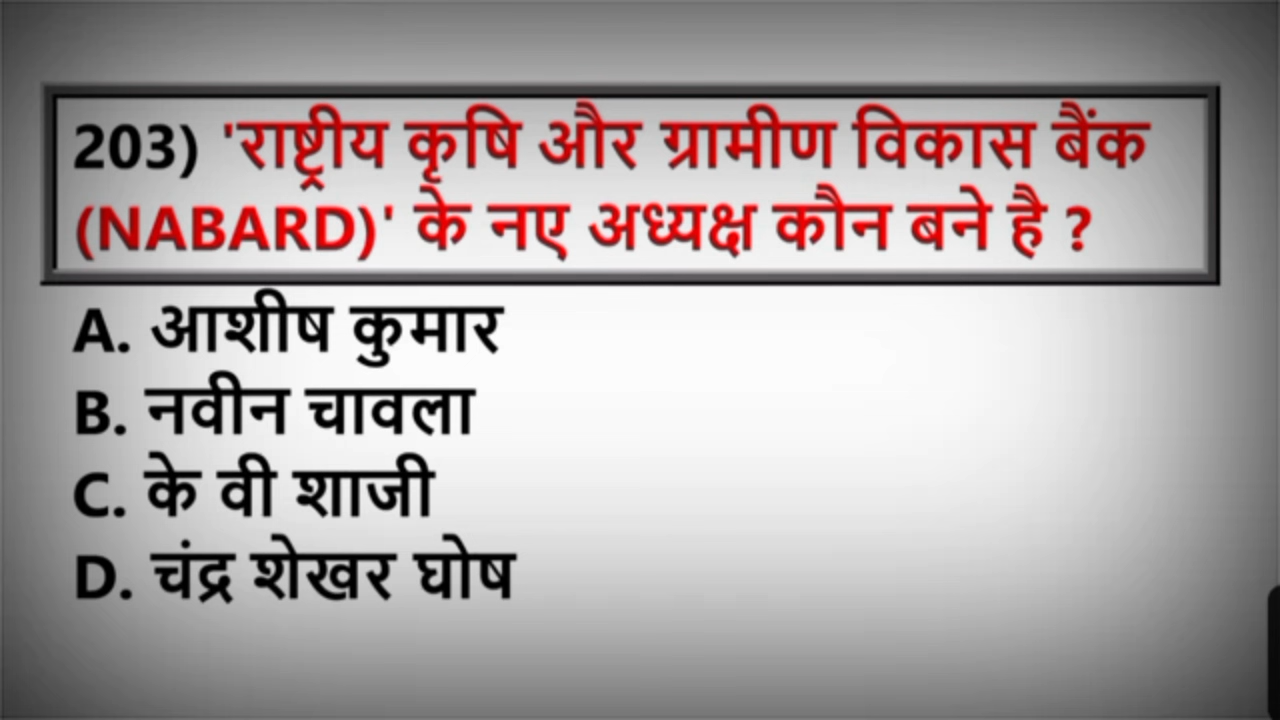 203) 'राष्ट्रीय कृषि और ग्रामीण विकास बैंक
(NABARD)' के नए अध्यक्ष कौन बने है ?
A. आशीष कुमार
B. नवीन चावला
C. के वी शाजी
D. चंद्र शेखर घोष